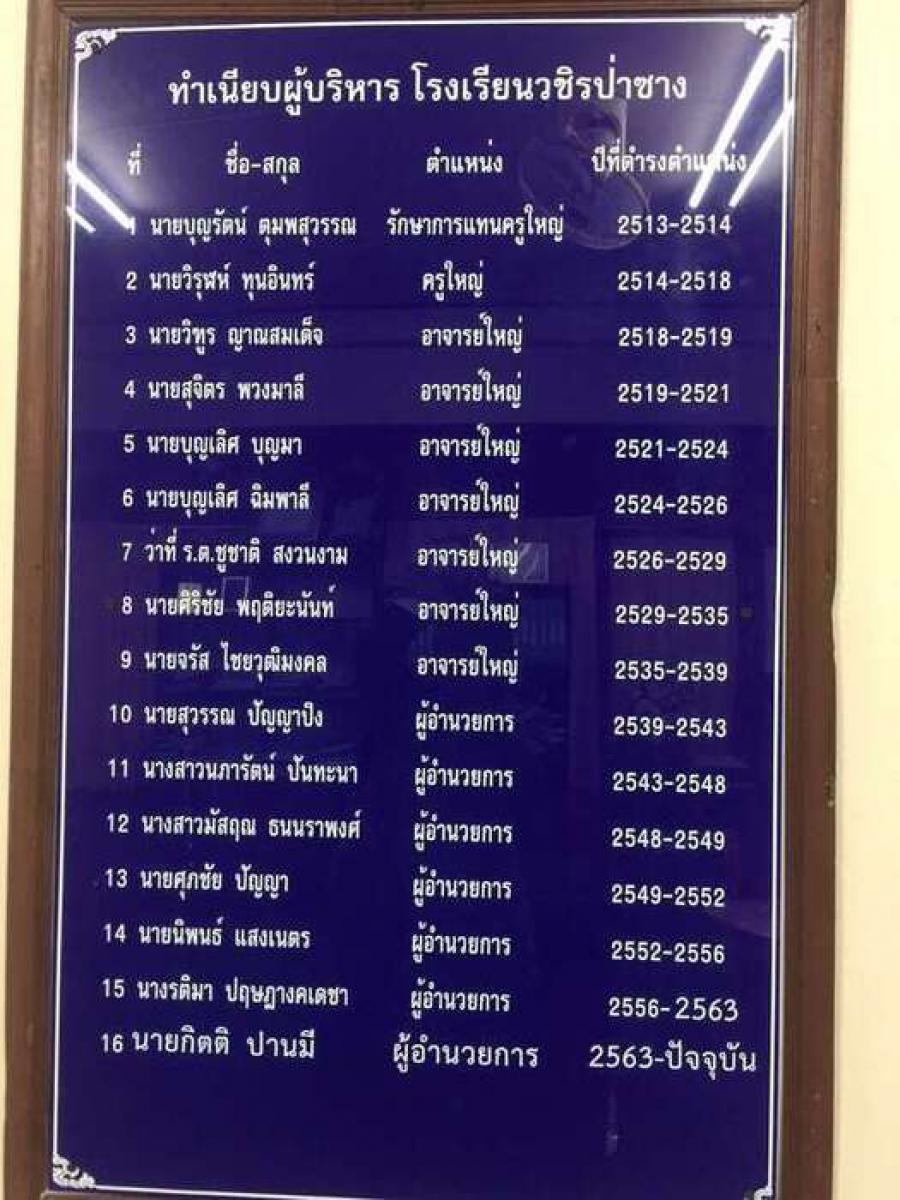 ทำเนียบผู้บริหาร โรงเรียนวชิรป่าซาง
ที่ ชื่อ-สกุล ตำแหน่ง ปีที่ดำรงตำแหน่ง
1 นายบุญรัตน์ ตุมพสุวรรณ รักษาการแทนครูใหญ่ 2513-2514
2 นายวิรุฬห์ ทุนอินทร์ ครูใหญ่ 2514-2518
3 นายวิฑูร ญาณสมเด็จ อาจารย์ใหญ่ 2518-2519
4 นายสุจิตร พวงมาลี อาจารย์ใหญ่ 2519-2521
5 นายบุญเลิศ บุญมา อาจารย์ใหญ่ 2521-2524
6 นายบุญเลิศ ฉิมพาลี อาจารย์ใหญ่ 2524-2526
7 ว่าที่ ร.ต.ชูชาติ สงวนงาม อาจารย์ใหญ่ 2526-2529
8 นายศิริชัย พฤติยะนันท์ อาจารย์ใหญ่ 2529-2535
9 นายจรัส ไชยวุฒิมงคล อาจารย์ใหญ่ 2535-2539
10 นายสุวรรณ ปัญญาปิง ผู้อำนวยการ 2539-2543
11 นางสาวนภารัตน์ ปันทะนา ผู้อำนวยการ 2543-2548
12 นางสาวมัสฤณ ธนนราพงศ์ ผู้อำนวยการ 2548-2549
13 นายศุภชัย ปัญญา ผู้อำนวยการ 2549-2552
14 นายนิพนธ์ แสงเนตร ผู้อำนวยการ 2552-2556
15 นางรติมา ปฤษฎางคเดชา ผู้อำนวยการ 2556-2563
16 นายกิตติ ปานมี ผู้อำนวยการ 2563-ปัจจุบัน